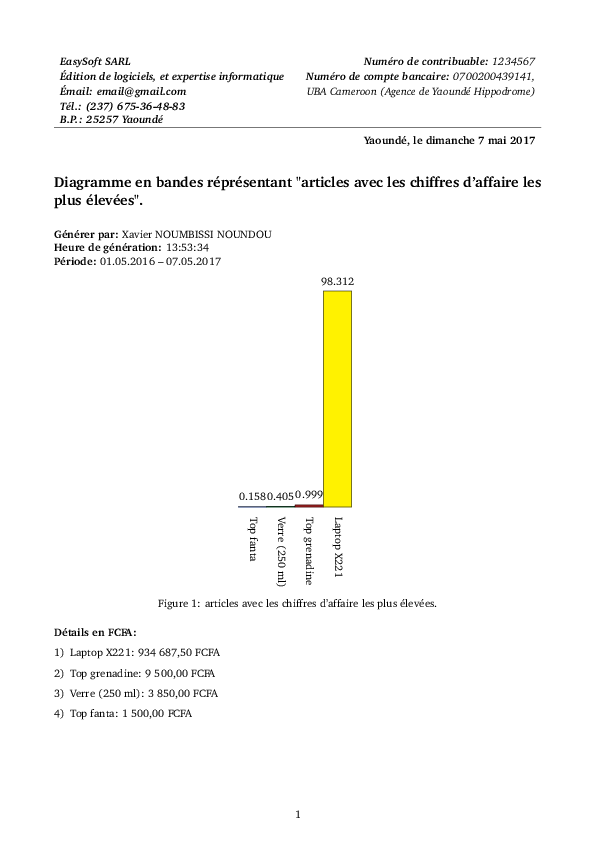 EasySoft SARL
Édition de logiciels, et expertise informatique
Émail: email@gmail.com
Tél.: (237) 675-36-48-83
B.P.: 25257 Yaoundé
Numéro de contribuable: 1234567
Numéro de compte bancaire: 0700200439141,
UBA Cameroon (Agence de Yaoundé Hippodrome)
Yaoundé, le dimanche 7 mai 2017
Diagramme en bandes réprésentant "articles avec les chiffres d'affaire les
plus élevées".
Générer par: Xavier NOUMBISSI NOUNDOU
Heure de génération: 13:53:34
Période: 01.05.2016 – 07.05.2017
98.312
0.158 0.405 0.999
Top fanta
Verre (250 ml)
Top grenadine
Laptop X221
Figure 1: articles avec les chiffres d'affaire les plus élevées.
Détails en FCFA:
1) Laptop X221: 934 687,50 FCFA
2) Top grenadine: 9 500,00 FCFA
3) Verre (250 ml): 3 850,00 FCFA
4) Top fanta: 1 500,00 FCFA
1